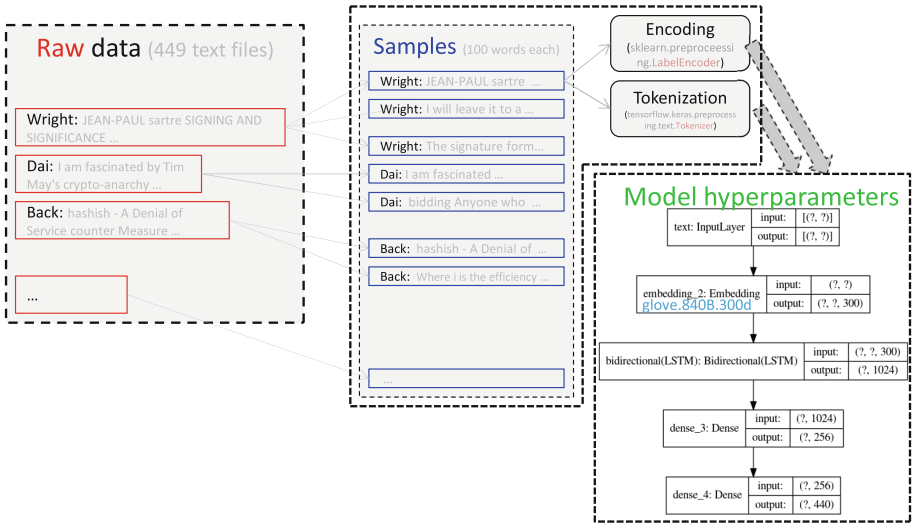 Raw data (449 text files)
Wright: JEAN-PAUL sartre SIGNING AND
SIGNIFICANCE ...
Dai: I am fascinated by Tim
May's crypto-anarchy ...
Back: hashish - A Denial of
Service counter Measure ...
...
Samples (100 words each)
Wright: JEAN-PAUL sartre ...
Wright: I will leave it to a ...
Wright: The signature form...
Dai: I am fascinated ...
Dai: bidding Anyone who ...
Back: hashish - A Denial of ...
Back: Where i is the efficiency ...
...
Encoding
(sklearn.preproceessi
ng.LabelEncoder)
Tokenization
(tensorflow.keras.preprocess
ing.text.Tokenizer)
Model hyperparameters
text: InputLayer input: [(?, ?)]
output: [(?, ?)]
embedding_2: Embedding input: (?, ?)
glove.840B.300d output: (?, ?, 300)
bidirectional(LSTM): Bidirectional(LSTM) input: (?, ?, 300)
output: (?, 1024)
dense_3: Dense input: (?, 1024)
output: (?, 256)
dense_4: Dense input: (?, 256)
output: (?, 440)